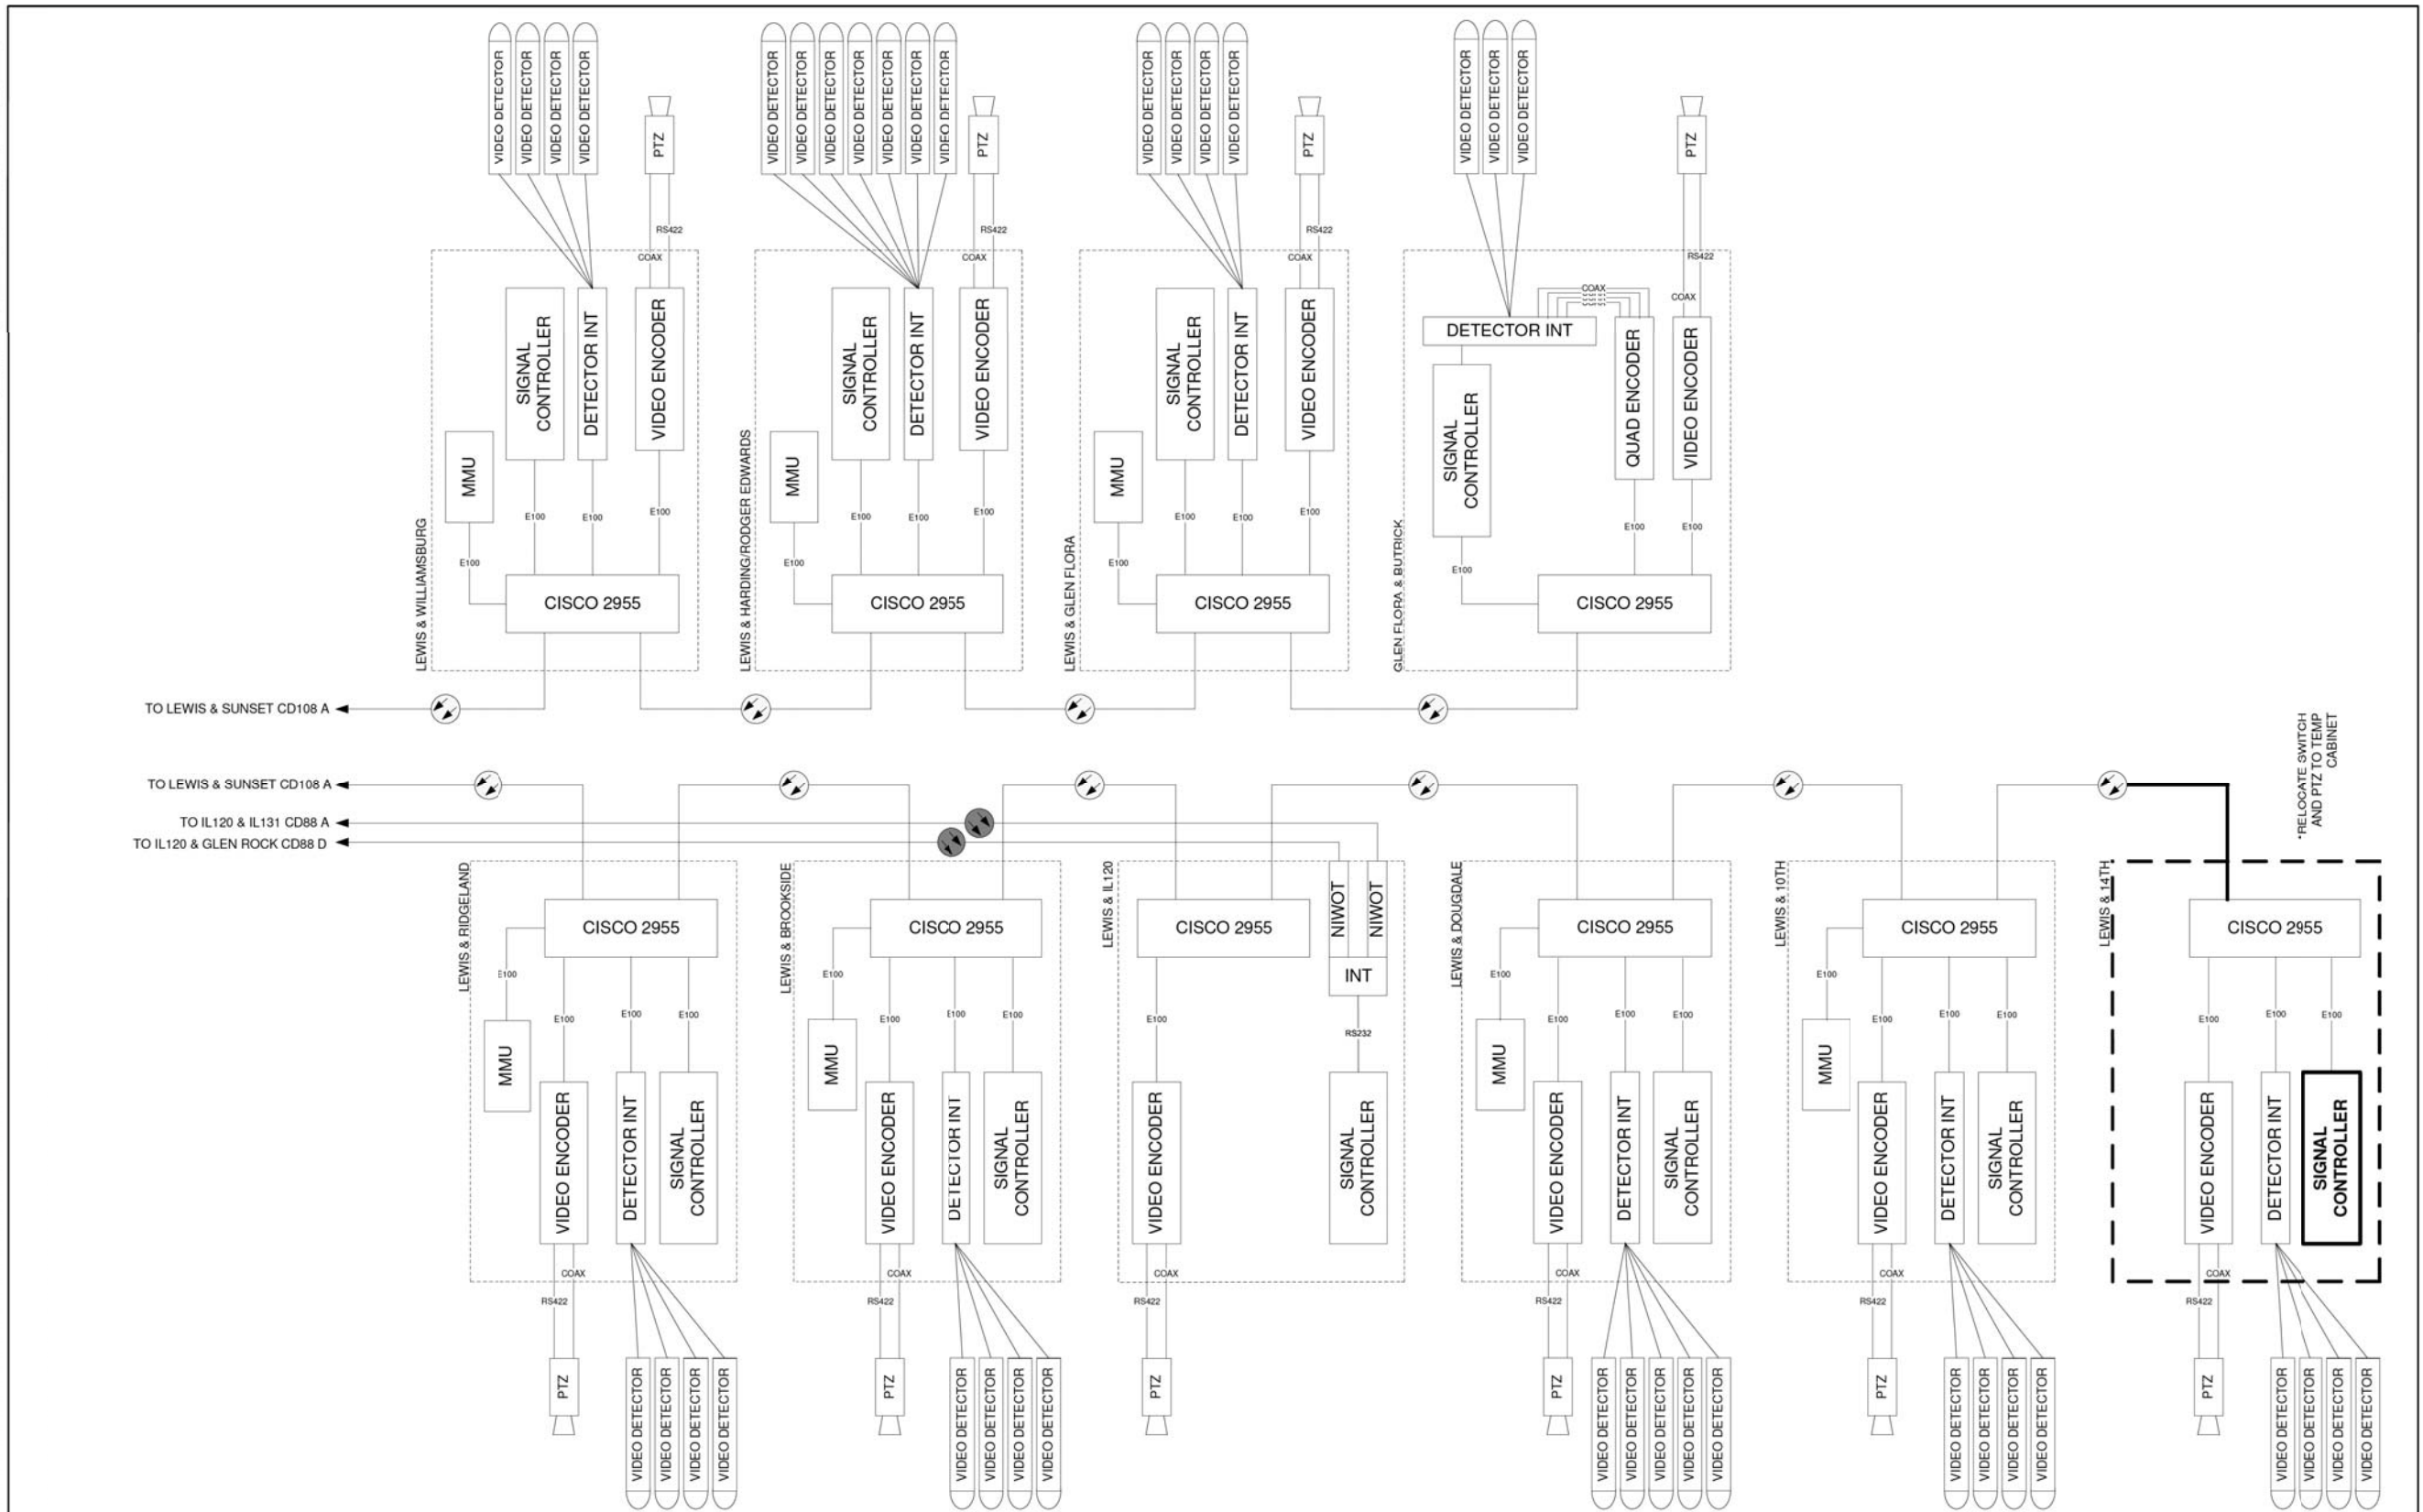 VIDEO DETECTOR
VIDEO DETECTOR
VIDEO DETECTOR
VIDEO DETECTOR
PTZ
RS422
COAX
SIGNAL
CONTROLLER
DETECTOR INT
VIDEO ENCODER
MMU
E100
E100
E100
E100
CISCO 2955
LEWIS & WILLIAMSBURG
VIDEO DETECTOR
VIDEO DETECTOR
VIDEO DETECTOR
VIDEO DETECTOR
VIDEO DETECTOR
VIDEO DETECTOR
VIDEO DETECTOR
PTZ
RS422
COAX
SIGNAL
CONTROLLER
DETECTOR INT
VIDEO ENCODER
MMU
E100
E100
E100
E100
CISCO 2955
LEWIS & HARDING/RODGER EDWARDS
VIDEO DETECTOR
VIDEO DETECTOR
VIDEO DETECTOR
VIDEO DETECTOR
PTZ
RS422
COAX
SIGNAL
CONTROLLER
DETECTOR INT
VIDEO ENCODER
MMU
E100
E100
E100
E100
CISCO 2955
LEWIS & GLEN FLORA
VIDEO DETECTOR
VIDEO DETECTOR
VIDEO DETECTOR
PTZ
RS422
COAX
COAX
DETECTOR INT
SIGNAL
CONTROLLER
QUAD ENCODER
VIDEO ENCODER
E100
E100
E100
CISCO 2955
GLEN FLORA & BUTRICK
TO LEWIS & SUNSET CD108 A
TO LEWIS & SUNSET CD108 A
TO IL120 & IL131 CD88 A
TO IL120 & GLEN ROCK CD88 D
*RELOCATE SWITCH
AND PTZ TO TEMP
CABINET
LEWIS & RIDGELAND
CISCO 2955
E100
E100
E100
E100
MMU
VIDEO ENCODER
DETECTOR INT
SIGNAL
CONTROLLER
COAX
RS422
PTZ
VIDEO DETECTOR
VIDEO DETECTOR
VIDEO DETECTOR
VIDEO DETECTOR
LEWIS & BROOKSIDE
CISCO 2955
E100
E100
E100
E100
MMU
VIDEO ENCODER
DETECTOR INT
SIGNAL
CONTROLLER
COAX
RS422
PTZ
VIDEO DETECTOR
VIDEO DETECTOR
VIDEO DETECTOR
VIDEO DETECTOR
LEWIS & IL120
CISCO 2955
NIWOT
NIWOT
INT
E100
RS232
VIDEO ENCODER
SIGNAL
CONTROLLER
COAX
RS422
PTZ
LEWIS & DOUGDALE
CISCO 2955
E100
E100
E100
E100
MMU
VIDEO ENCODER
DETECTOR INT
SIGNAL
CONTROLLER
COAX
RS422
PTZ
VIDEO DETECTOR
VIDEO DETECTOR
VIDEO DETECTOR
VIDEO DETECTOR
VIDEO DETECTOR
LEWIS & 10TH
CISCO 2955
E100
E100
E100
E100
MMU
VIDEO ENCODER
DETECTOR INT
SIGNAL
CONTROLLER
COAX
RS422
PTZ
VIDEO DETECTOR
VIDEO DETECTOR
VIDEO DETECTOR
VIDEO DETECTOR
LEWIS & 14TH
CISCO 2955
E100
E100
E100
VIDEO ENCODER
DETECTOR INT
SIGNAL
CONTROLLER
COAX
RS422
PTZ
VIDEO DETECTOR
VIDEO DETECTOR
VIDEO DETECTOR
VIDEO DETECTOR